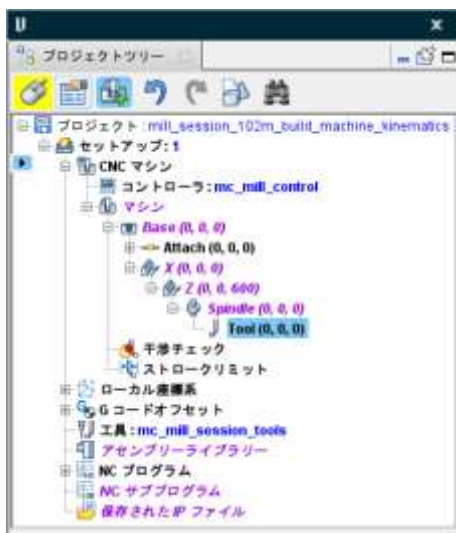 プロジェクトツリー
プロジェクト:mill_session_102m_build_machine_kinematics
セットアップ:1
CNC マシン
コントローラ:mc_mill_control
マシン
Base (0, 0, 0)
Attach (0, 0, 0)
X (0, 0, 0)
Z (0, 0, 600)
Spindle (0, 0, 0)
Tool (0, 0, 0)
干渉チェック
ストロークリミット
ローカル座標系
G コードオフセット
工具:mc_mill_session_tools
アセンブリーライブラリー
NC プログラム
NC サブプログラム
保存された IP ファイル